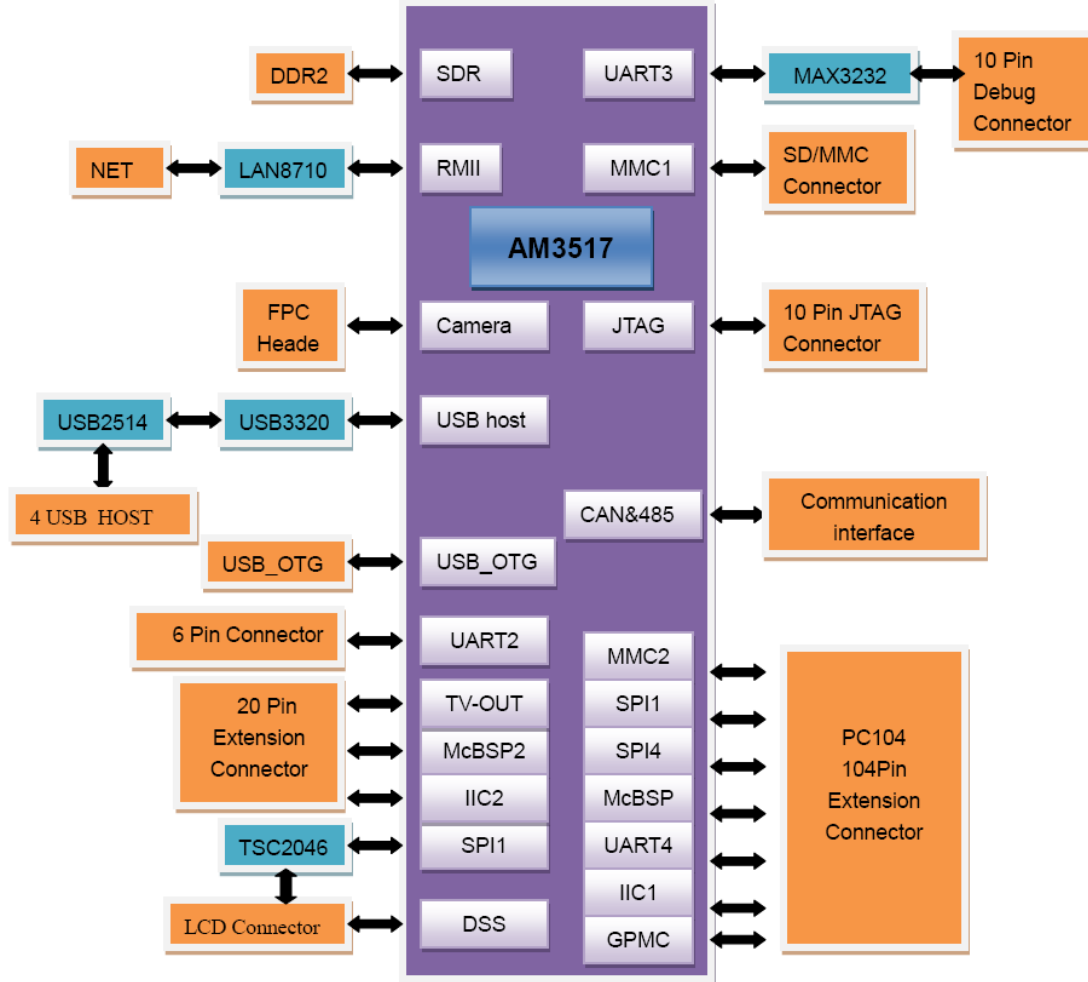 DDR2
SDR
UART3
MAX3232
10 Pin
Debug
Connector
NET
LAN8710
RMII
MMC1
SD/MMC
Connector
AM3517
FPC
Heade
Camera
JTAG
10 Pin JTAG
Connector
USB2514
USB3320
USB host
4 USB HOST
CAN&485
Communication
interface
USB_OTG
USB_OTG
6 Pin Connector
UART2
20 Pin
Extension
Connector
TV-OUT
McBSP2
IIC2
TSC2046
SPI1
LCD Connector
DSS
MMC2
SPI1
SPI4
McBSP
UART4
IIC1
GPMC
PC104
104Pin
Extension
Connector